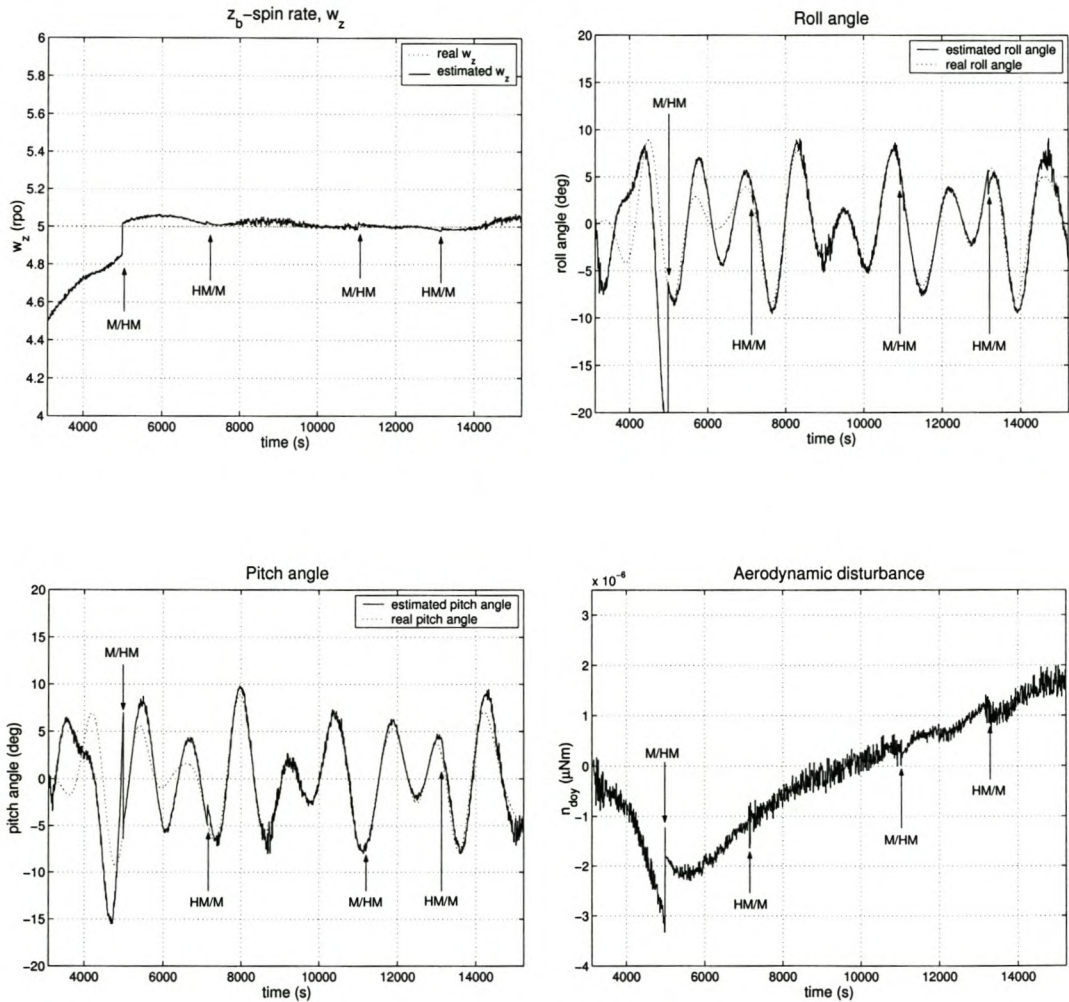 z_b-spin rate, w_z
real w_z
estimated w_z
6
5.8
5.6
5.4
5.2
5
4.8
4.6
4.4
4.2
4
w_z (rpo)
M/HM
HM/M
M/HM
HM/M
4000 6000 8000 10000 12000 14000
time (s)
Roll angle
estimated roll angle
real roll angle
20
15
10
5
0
-5
-10
-15
-20
roll angle (deg)
M/HM
HM/M
M/HM
HM/M
4000 6000 8000 10000 12000 14000
time (s)
Pitch angle
estimated pitch angle
real pitch angle
20
15
10
5
0
-5
-10
-15
-20
pitch angle (deg)
M/HM
HM/M
M/HM
HM/M
4000 6000 8000 10000 12000 14000
time (s)
x 10^-6
Aerodynamic disturbance
3
2
1
0
-1
-2
-3
-4
n_doy (μNm)
M/HM
HM/M
M/HM
HM/M
4000 6000 8000 10000 12000 14000
time (s)